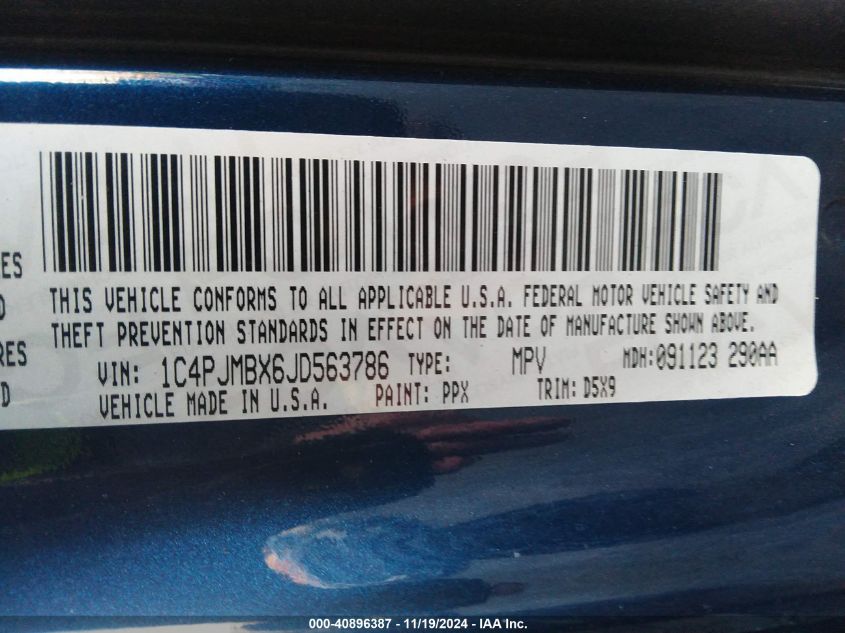 ES
THIS VEHICLE CONFORMS TO ALL APPLICABLE U.S.A. FEDERAL MOTOR VEHICLE SAFETY AND
D
THEFT PREVENTION STANDARDS IN EFFECT ON THE DATE OF MANUFACTURE SHOWN ABOVE.
RES
VIN: 1C4PJMBX6JD563786 TYPE: MPV MDH:091123 290AA
D
VEHICLE MADE IN U.S.A. PAINT: PPX TRIM: D5X9
000-40896387 - 11/19/2024 - IAA Inc.